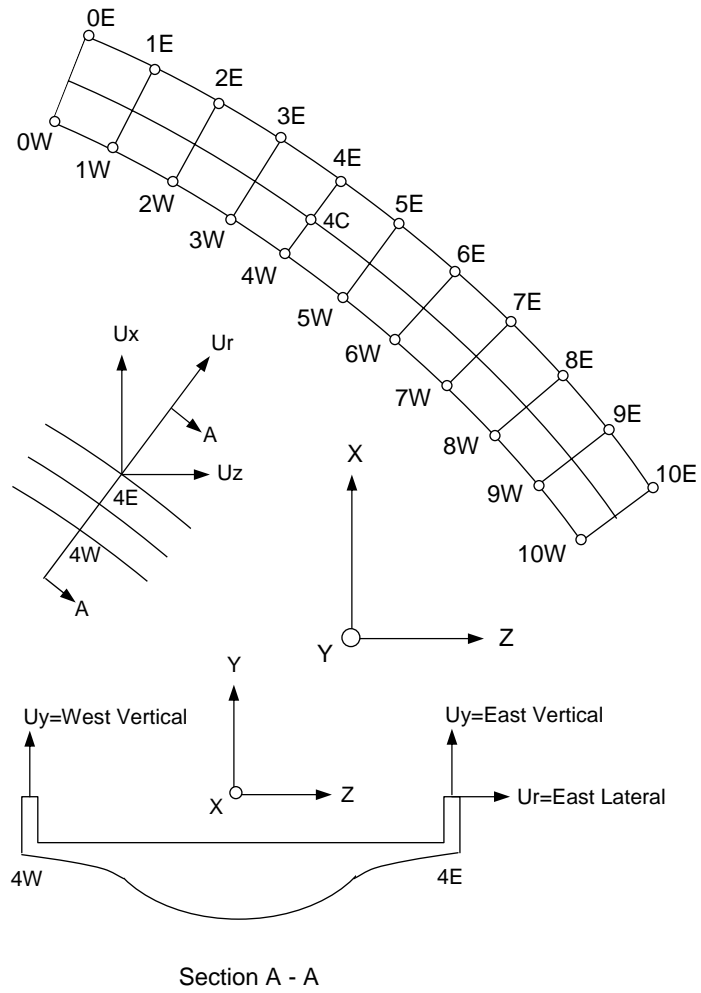 0E
1E
2E
3E
4E
5E
6E
7E
8E
9E
10E
0W
1W
2W
3W
4C
4W
5W
6W
7W
8W
9W
10W
Ux
Ur
A
Uz
4E
4W
A
X
Y
Z
Y
Uy=West Vertical
Uy=East Vertical
X
Z
Ur=East Lateral
4W
4E
Section A - A